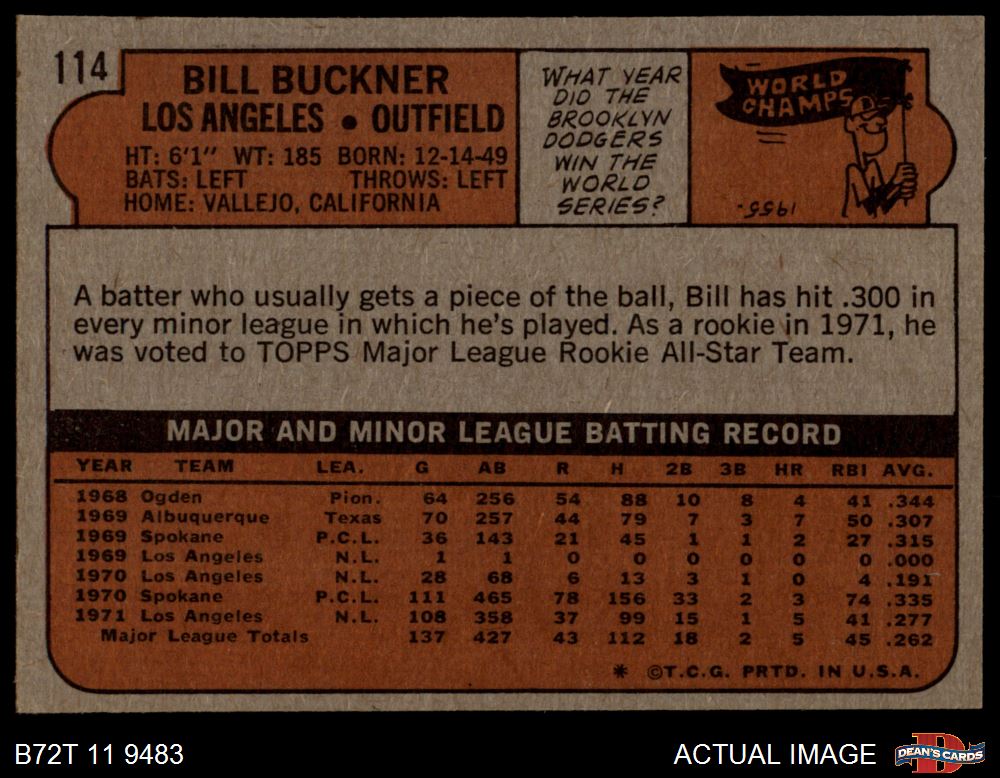 114
BILL BUCKNER
LOS ANGELES • OUTFIELD
HT: 6'1" WT: 185 BORN: 12-14-49
BATS: LEFT THROWS: LEFT
HOME: VALLEJO, CALIFORNIA
WHAT YEAR
DID THE
BROOKLYN
DODGERS
WIN THE
WORLD
SERIES?
WORLD
CHAMPS
1955.
A batter who usually gets a piece of the ball, Bill has hit .300 in
every minor league in which he's played. As a rookie in 1971, he
was voted to TOPPS Major League Rookie All-Star Team.
MAJOR AND MINOR LEAGUE BATTING RECORD
YEAR TEAM LEA. G AB R H 2B 3B HR RBI AVG.
1968 Ogden Pion. 64 256 54 88 10 8 4 41 .344
1969 Albuquerque Texas 70 257 44 79 7 3 7 50 .307
1969 Spokane P.C.L. 36 143 21 45 1 1 2 27 .315
1969 Los Angeles N.L. 1 1 0 0 0 0 0 0 .000
1970 Los Angeles N.L. 28 68 6 13 3 1 0 4 .191
1970 Spokane P.C.L. 111 465 78 156 33 2 3 74 .335
1971 Los Angeles N.L. 108 358 37 99 15 1 5 41 .277
Major League Totals 137 427 43 112 18 2 5 45 .262
* ©T.C.G. PRTD. IN U.S.A.
B72T 11 9483
ACTUAL IMAGE
DEAN'S CARDS